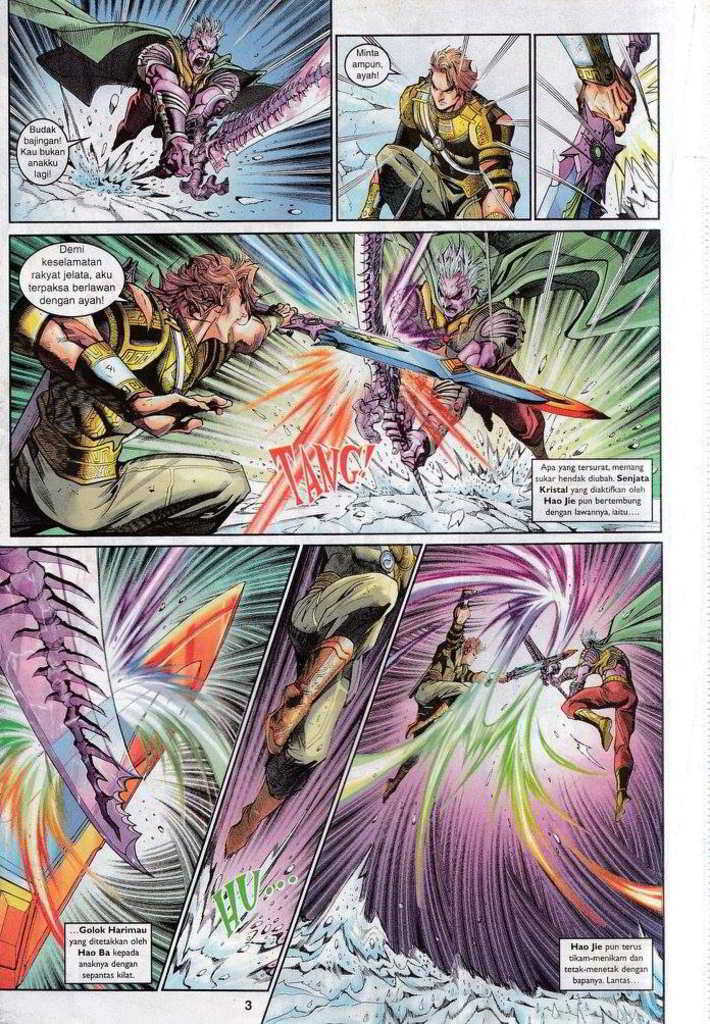 Budak
bajingan!
Kau bukan
anakku
lagi!
Minta
ampun,
ayah!
Demi
keselamatan
rakyat jelata, aku
terpaksa berlawan
dengan ayah!
TANG!
Apa yang tersurat, memang
sukar hendak diubah. Senjata
Kristal yang diaktifkan oleh
Hao Jie pun bertembung
dengan lawannya, iaitu....
...Golok Harimau
yang ditetakkan oleh
Hao Ba kepada
anaknya dengan
sepantas kilat.
HU....
Hao Jie pun terus
tikam-menikam dan
tetak-menetak dengan
bapanya. Lantas...
3